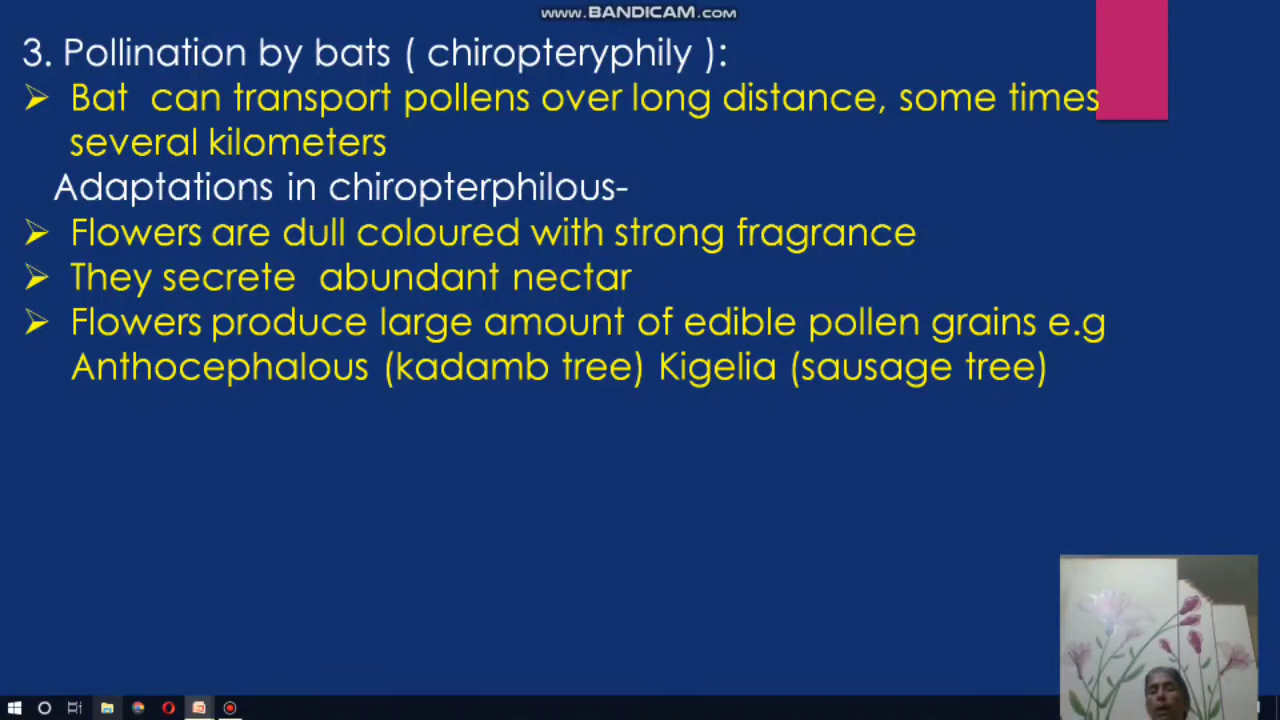 www.BANDICAM.com
3. Pollination by bats ( chiropteryphily ):
➢ Bat can transport pollens over long distance, some times
several kilometers
Adaptations in chiropterphilous-
➢ Flowers are dull coloured with strong fragrance
➢ They secrete abundant nectar
➢ Flowers produce large amount of edible pollen grains e.g
Anthocephalous (kadamb tree) Kigelia (sausage tree)